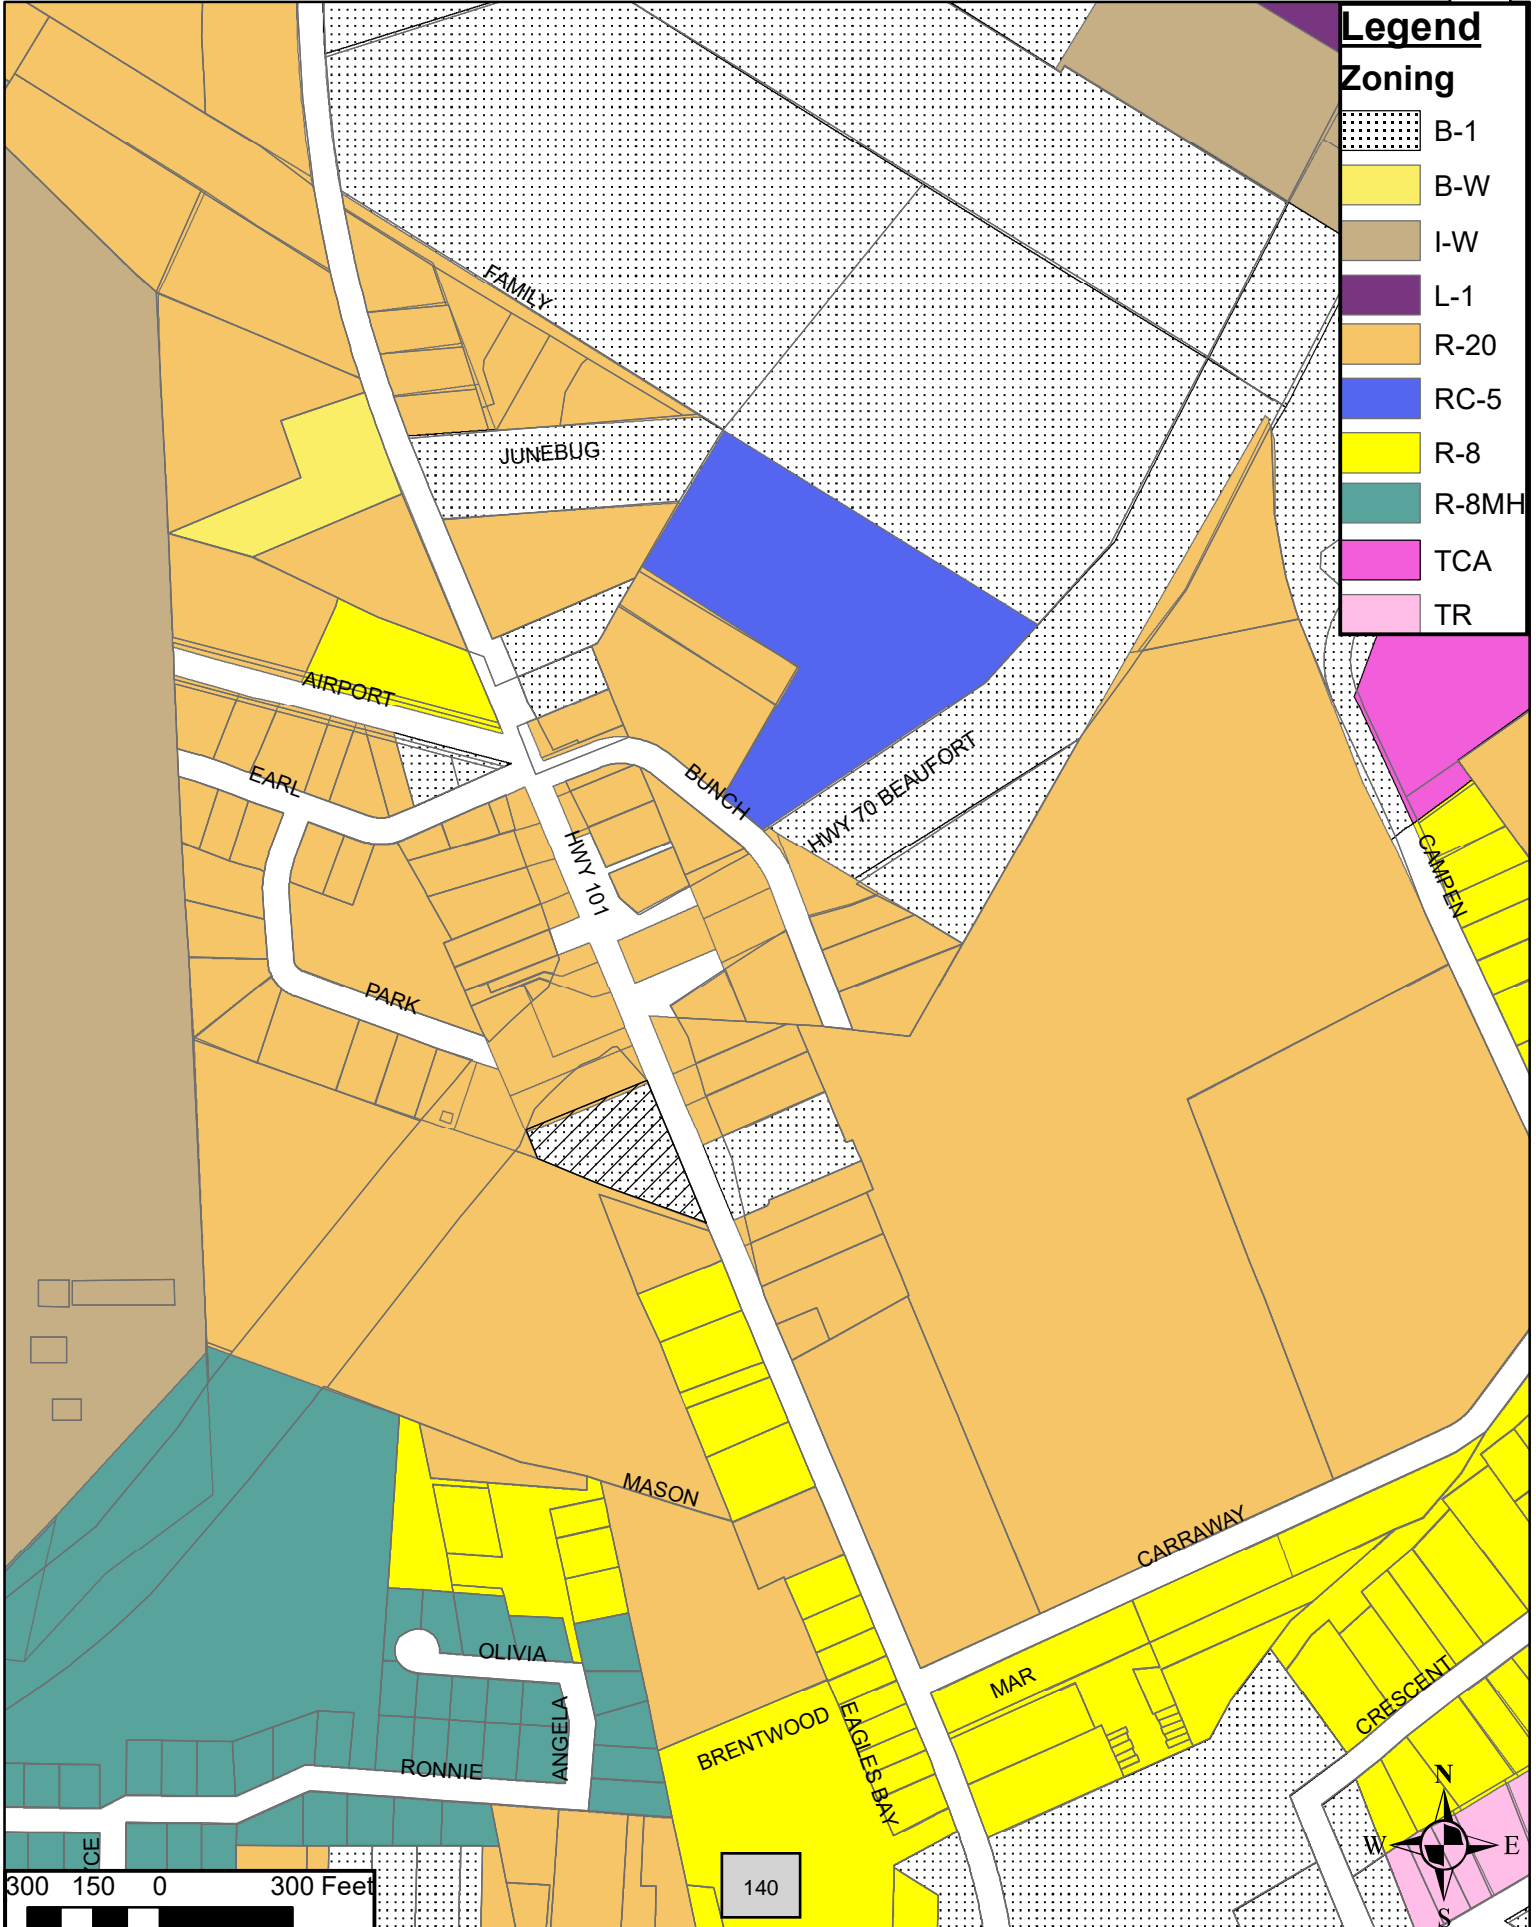 Legend
Zoning
B-1
B-W
I-W
L-1
R-20
RC-5
R-8
R-8MH
TCA
TR
FAMILY
JUNEBUG
AIRPORT
EARL
BUNCH
HWY 70 BEAUFORT
HWY 101
CAMPEN
PARK
MASON
CARRAWAY
OLIVIA
MAR
CRESCENT
BRENTWOOD
EAGLES BAY
ANGELA
RONNIE
N
W
E
S
YCE
300 150 0 300 Feet
140